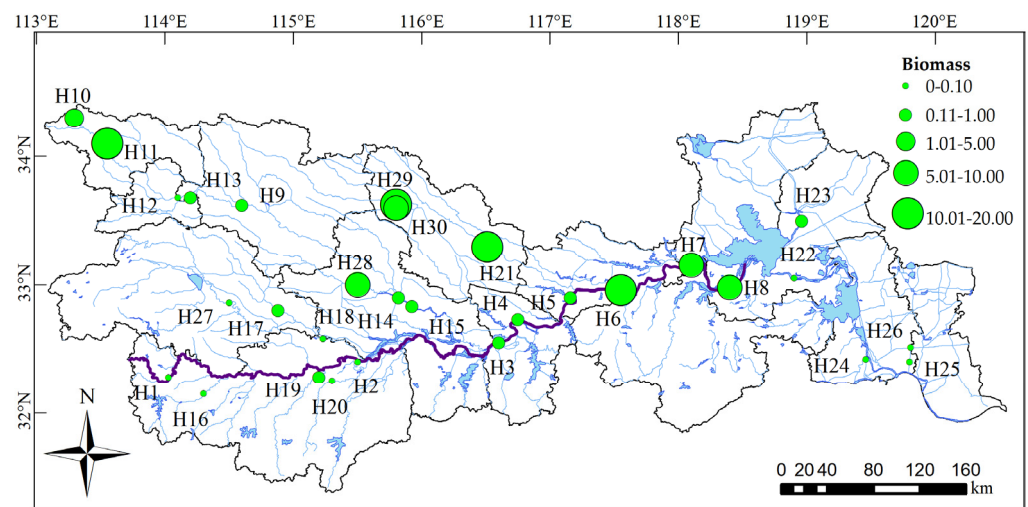 113°E 114°E 115°E 116°E 117°E 118°E 119°E 120°E
Biomass
0-0.10
0.11-1.00
1.01-5.00
5.01-10.00
10.01-20.00
34°N
33°N
32°N
H10
H11
H12
H13
H9
H29
H30
H21
H28
H27
H17
H18
H14
H15
H4
H5
H3
H6
H7
H8
H23
H22
H26
H24
H25
H1
H16
H19
H20
H2
N
0 20 40 80 120 160
km